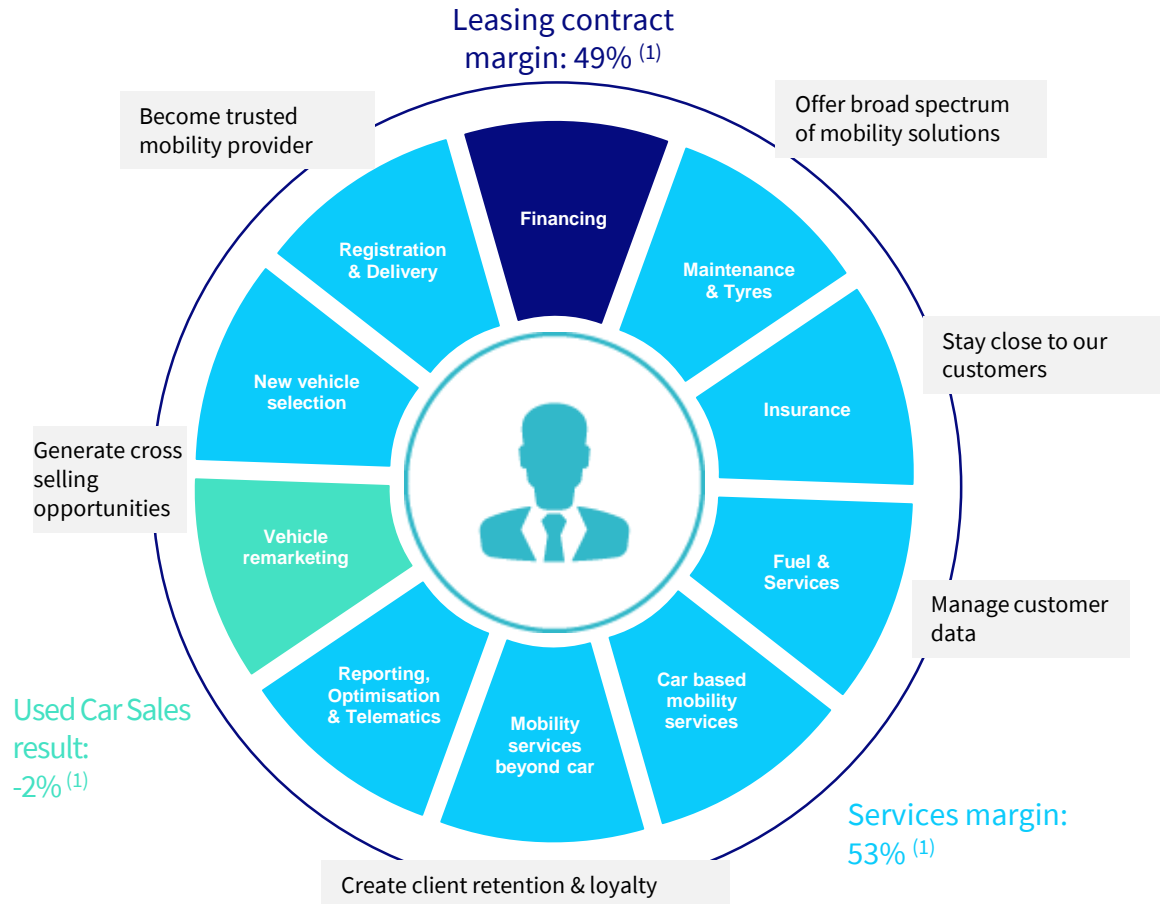 Leasing contract
margin: 49% (1)
Become trusted
mobility provider
Offer broad spectrum
of mobility solutions
Financing
Registration
& Delivery
Maintenance
& Tyres
Stay close to our
customers
New vehicle
selection
Insurance
Generate cross
selling
opportunities
Vehicle
remarketing
Fuel &
Services
Manage customer
data
Reporting,
Optimisation
& Telematics
Car based
mobility
services
Mobility
services
beyond car
Used Car Sales
result:
-2% (1)
Services margin:
53% (1)
Create client retention & loyalty